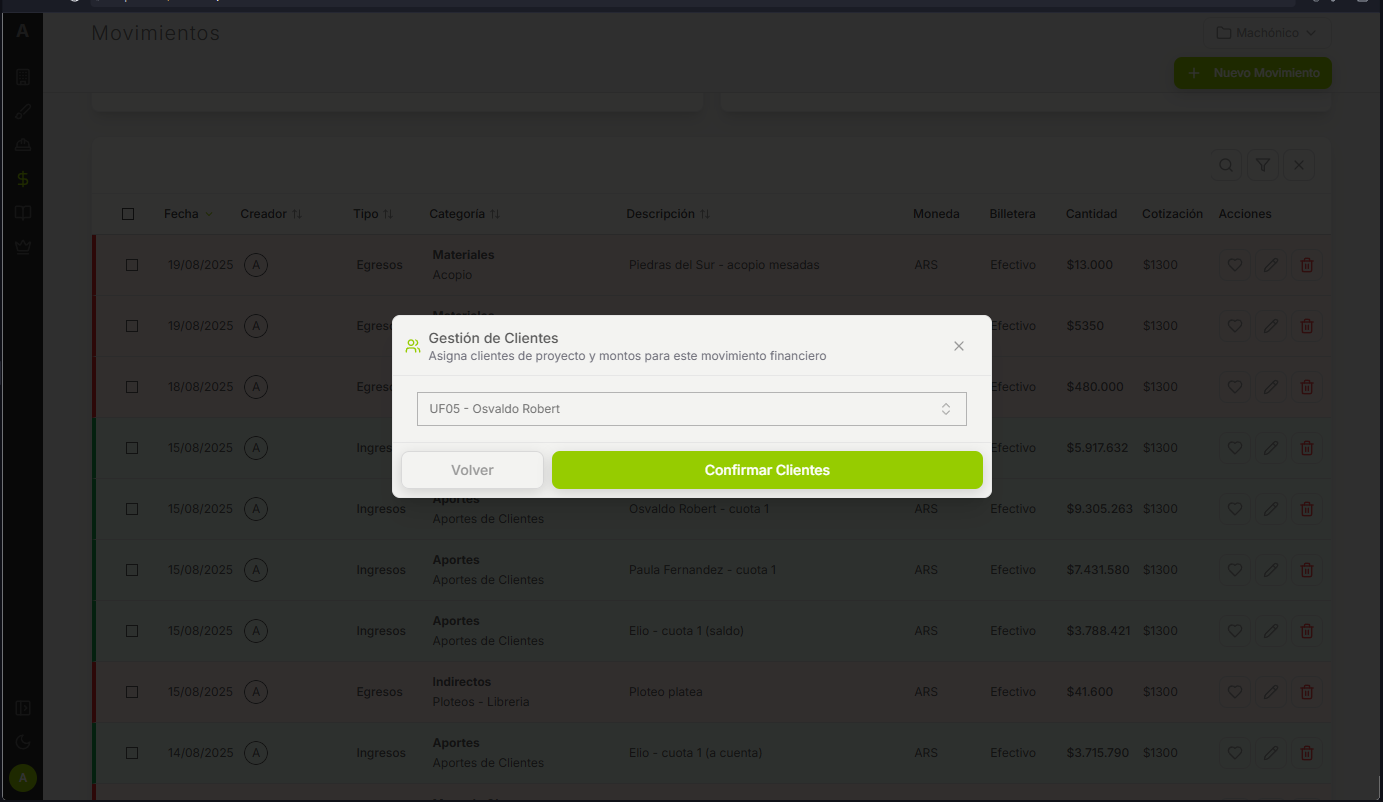 A
Movimientos
Machónico
+ Nuevo Movimiento
Fecha Creador Tipo Categoría Descripción Moneda Billetera Cantidad Cotización Acciones
19/08/2025 A Egresos Materiales Piedras del Sur - acopio mesadas ARS Efectivo $13.000 $1300
Acopio
19/08/2025 A Efectivo $5350 $1300
18/08/2025 A Efectivo $480.000 $1300
15/08/2025 A Efectivo $5.917.632 $1300
Gestión de Clientes
Asigna clientes de proyecto y montos para este movimiento financiero
UF05 - Osvaldo Robert
Volver
Confirmar Clientes
15/08/2025 A Ingresos Aportes Osvaldo Robert - cuota 1 ARS Efectivo $9.305.263 $1300
Aportes de Clientes
15/08/2025 A Ingresos Aportes Paula Fernandez - cuota 1 ARS Efectivo $7.431.580 $1300
Aportes de Clientes
15/08/2025 A Ingresos Aportes Elio - cuota 1 (saldo) ARS Efectivo $3.788.421 $1300
Aportes de Clientes
15/08/2025 A Egresos Indirectos Ploteo platea ARS Efectivo $41.600 $1300
Ploteos - Libreria
14/08/2025 A Ingresos Aportes Elio - cuota 1 (a cuenta) ARS Efectivo $3.715.790 $1300
Aportes de Clientes
A